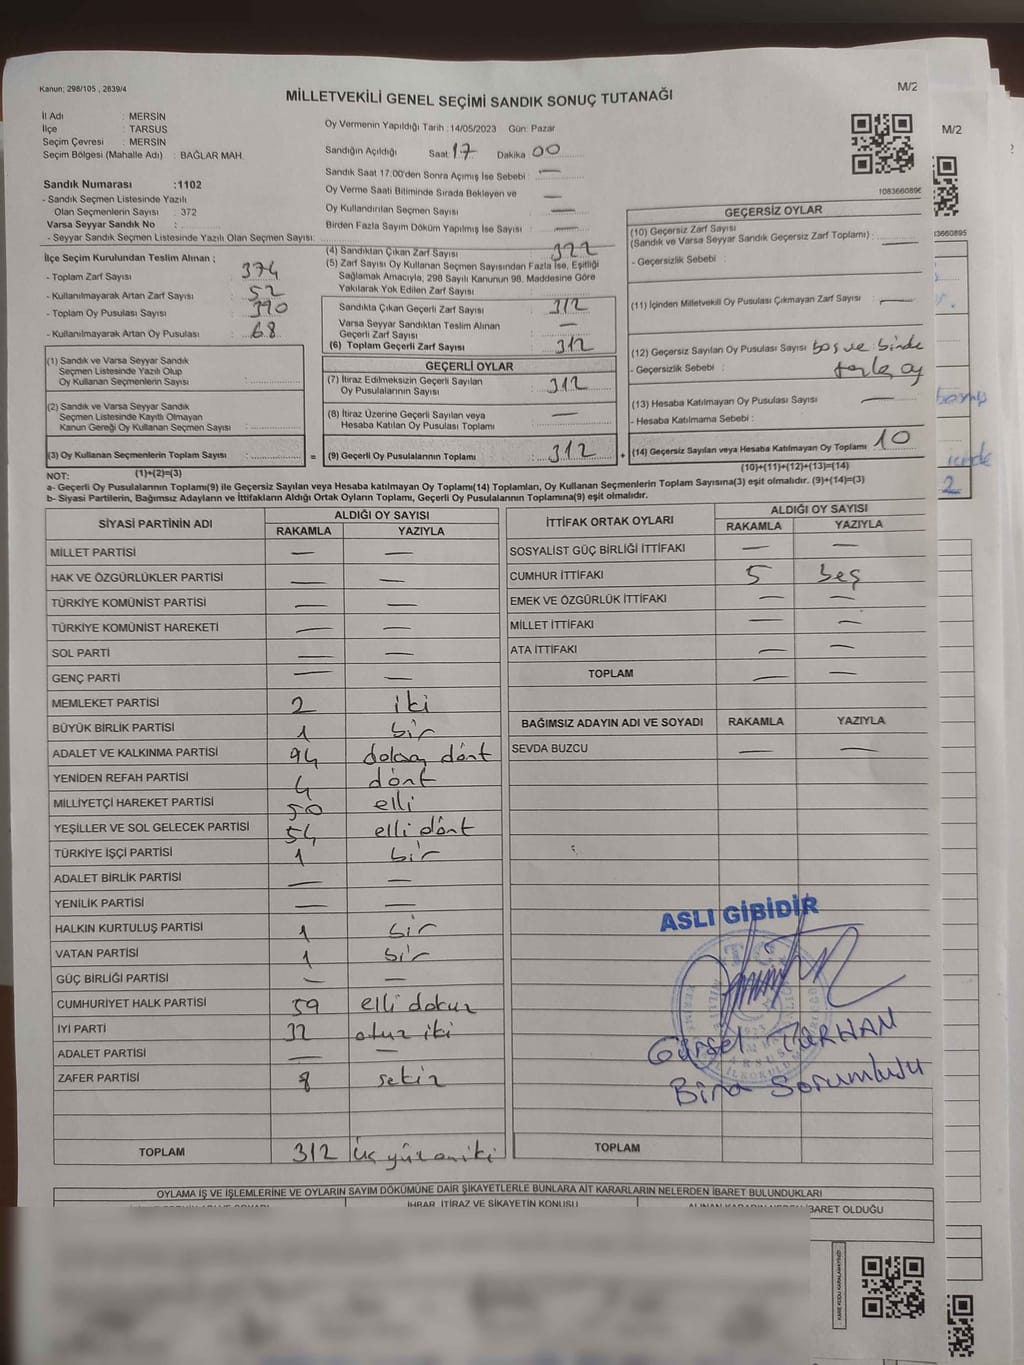 Kanun; 298/105 , 2839/4
M/2
MİLLETVEKİLİ GENEL SEÇİMİ SANDIK SONUÇ TUTANAĞI
İl Adı : MERSİN
İlçe : TARSUS
Seçim Çevresi : MERSİN
Seçim Bölgesi (Mahalle Adı) : BAĞLAR MAH.
Sandık Numarası :1102
- Sandık Seçmen Listesinde Yazılı
Olan Seçmenlerin Sayısı : 372
Varsa Seyyar Sandık No :
- Seyyar Sandık Seçmen Listesinde Yazılı Olan Seçmen Sayısı:
Oy Vermenin Yapıldığı Tarih :14/05/2023 Gün: Pazar
Sandığın Açıldığı Saat 17 Dakika 00
Sandık Saat 17:00'den Sonra Açımış İse Sebebi : —
Oy Verme Saati Bitiminde Sırada Bekleyen ve —
Oy Kullandırılan Seçmen Sayısı —
Birden Fazla Sayım Döküm Yapılmış İse Sayısı : —
İlçe Seçim Kurulundan Teslim Alınan ;
- Toplam Zarf Sayısı : 374
- Kullanılmayarak Artan Zarf Sayısı : 52
- Toplam Oy Pusulası Sayısı : 390
- Kullanılmayarak Artan Oy Pusulası : 68
(1) Sandık ve Varsa Seyyar Sandık
Seçmen Listesinde Yazılı Olup
Oy Kullanan Seçmenlerin Sayısı :
(2) Sandık ve Varsa Seyyar Sandık
Seçmen Listesinde Kayıtlı Olmayan
Kanun Gereği Oy Kullanan Seçmen Sayısı :
(3) Oy Kullanan Seçmenlerin Toplam Sayısı :
(1)+(2)=(3)
(4) Sandıktan Çıkan Zarf Sayısı : 322
(5) Zarf Sayısı Oy Kullanan Seçmen Sayısından Fazla İse, Eşitliği
Sağlamak Amacıyla, 298 Sayılı Kanunun 98. Maddesine Göre
Yakılarak Yok Edilen Zarf Sayısı :
Sandıkta Çıkan Geçerli Zarf Sayısı : 312
Varsa Seyyar Sandıktan Teslim Alınan
Geçerli Zarf Sayısı : —
(6) Toplam Geçerli Zarf Sayısı : 312
GEÇERLİ OYLAR
(7) İtiraz Edilmeksizin Geçerli Sayılan
Oy Pusulalarının Sayısı : 312
(8) İtiraz Üzerine Geçerli Sayılan veya
Hesaba Katılan Oy Pusulası Toplamı : —
= (9) Geçerli Oy Pusulalarının Toplamı : 312 +
1083660896
GEÇERSİZ OYLAR
(10) Geçersiz Zarf Sayısı
(Sandık ve Varsa Seyyar Sandık Geçersiz Zarf Toplamı) : —
- Geçersizlik Sebebi :
(11) İçinden Milletvekili Oy Pusulası Çıkmayan Zarf Sayısı : —
(12) Geçersiz Sayılan Oy Pusulası Sayısı boş ve birde
- Geçersizlik Sebebi : fazla oy
(13) Hesaba Katılmayan Oy Pusulası Sayısı : —
- Hesaba Katılmama Sebebi :
(14) Geçersiz Sayılan veya Hesaba Katılmayan Oy Toplamı 10
(10)+(11)+(12)+(13)=(14)
NOT:
a- Geçerli Oy Pusulalarının Toplamı(9) ile Geçersiz Sayılan veya Hesaba katılmayan Oy Toplamı(14) Toplamları, Oy Kullanan Seçmenlerin Toplam Sayısına(3) eşit olmalıdır. (9)+(14)=(3)
b- Siyasi Partilerin, Bağımsız Adayların ve İttifakların Aldığı Ortak Oyların Toplamı, Geçerli Oy Pusulalarının Toplamına(9) eşit olmalıdır.
SİYASİ PARTİNİN ADI ALDIĞI OY SAYISI
RAKAMLA YAZIYLA
MİLLET PARTİSİ — —
HAK VE ÖZGÜRLÜKLER PARTİSİ — —
TÜRKİYE KOMÜNİST PARTİSİ — —
TÜRKİYE KOMÜNİST HAREKETİ — —
SOL PARTİ — —
GENÇ PARTİ — —
MEMLEKET PARTİSİ 2 iki
BÜYÜK BİRLİK PARTİSİ 1 bir
ADALET VE KALKINMA PARTİSİ 94 doksan dört
YENİDEN REFAH PARTİSİ 4 dört
MİLLİYETÇİ HAREKET PARTİSİ 50 elli
YEŞİLLER VE SOL GELECEK PARTİSİ 54 elli dört
TÜRKİYE İŞÇİ PARTİSİ 1 bir
ADALET BİRLİK PARTİSİ — —
YENİLİK PARTİSİ — —
HALKIN KURTULUŞ PARTİSİ 1 bir
VATAN PARTİSİ 1 bir
GÜÇ BİRLİĞİ PARTİSİ — —
CUMHURİYET HALK PARTİSİ 59 elli dokuz
İYİ PARTİ 32 otuz iki
ADALET PARTİSİ — —
ZAFER PARTİSİ 8 sekiz
TOPLAM 312 üç yüz on iki
İTTİFAK ORTAK OYLARI ALDIĞI OY SAYISI
RAKAMLA YAZIYLA
SOSYALİST GÜÇ BİRLİĞİ İTTİFAKI — —
CUMHUR İTTİFAKI 5 beş
EMEK VE ÖZGÜRLÜK İTTİFAKI — —
MİLLET İTTİFAKI — —
ATA İTTİFAKI — —
TOPLAM — —
BAĞIMSIZ ADAYIN ADI VE SOYADI RAKAMLA YAZIYLA
SEVDA BUZCU — —
ASLI GİBİDİR
Gürsel TARHAN
Bina Sorumlusu
TOPLAM
OYLAMA İŞ VE İŞLEMLERİNE VE OYLARIN SAYIM DÖKÜMÜNE DAİR ŞİKAYETLERLE BUNLARA AİT KARARLARIN NELERDEN İBARET BULUNDUKLARI
İHBAR, İTİRAZ VE ŞİKAYETİN KONUSU
İBARET OLDUĞU
M/2
3660895
2